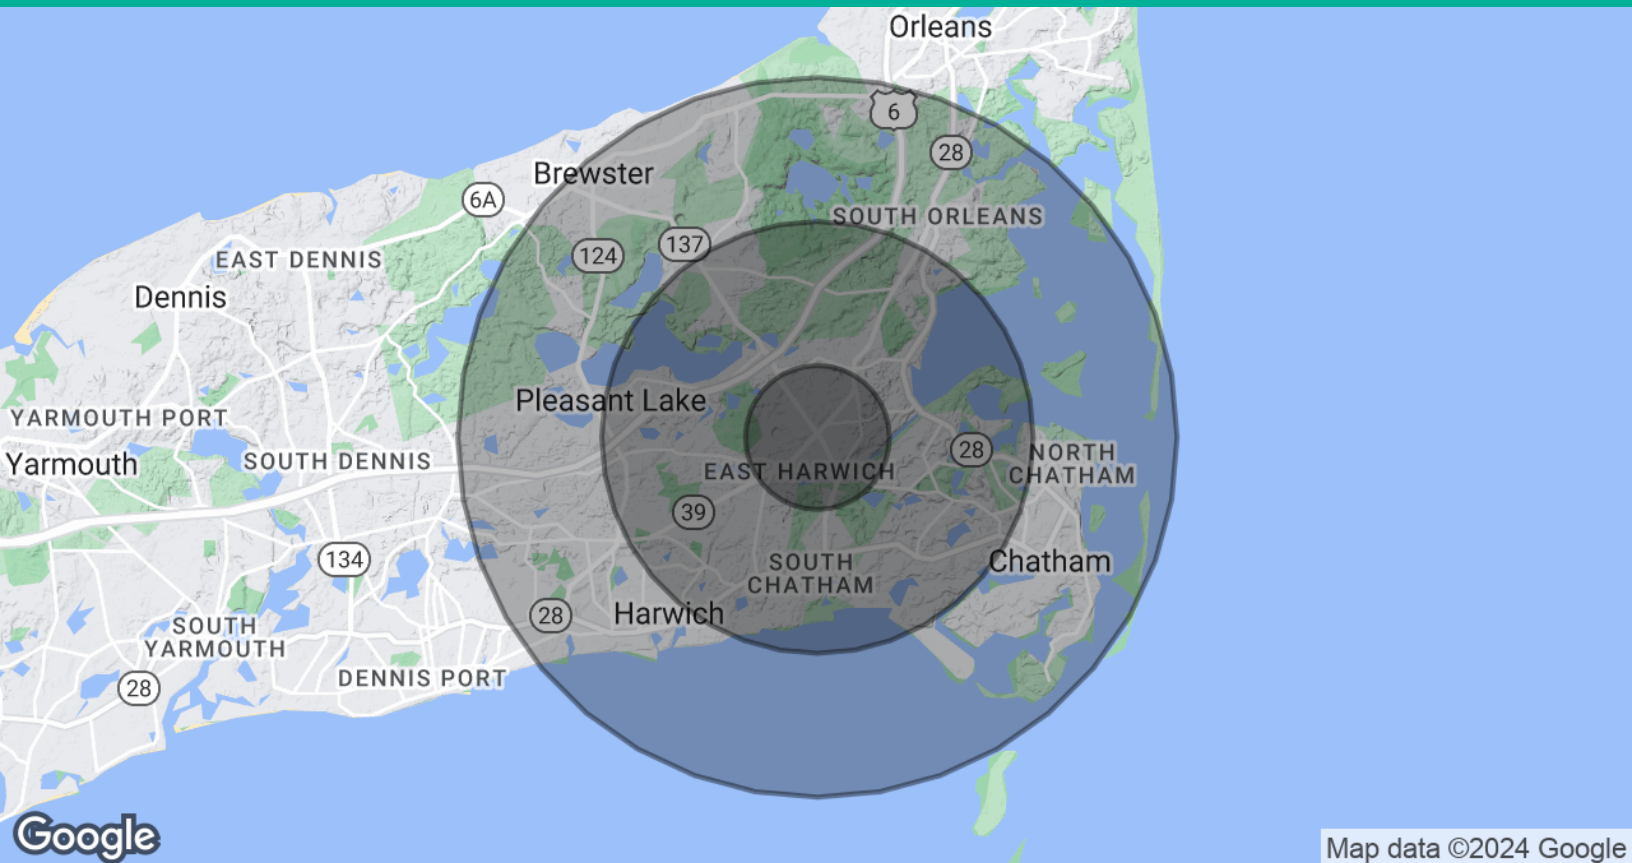 Orleans
6
28
Brewster
6A
SOUTH ORLEANS
137
124
EAST DENNIS
Dennis
Pleasant Lake
YARMOUTH PORT
28
NORTH
CHATHAM
Yarmouth
SOUTH DENNIS
EAST HARWICH
39
134
SOUTH
CHATHAM
Chatham
28
Harwich
SOUTH
YARMOUTH
DENNIS PORT
28
Google
Map data ©2024 Google